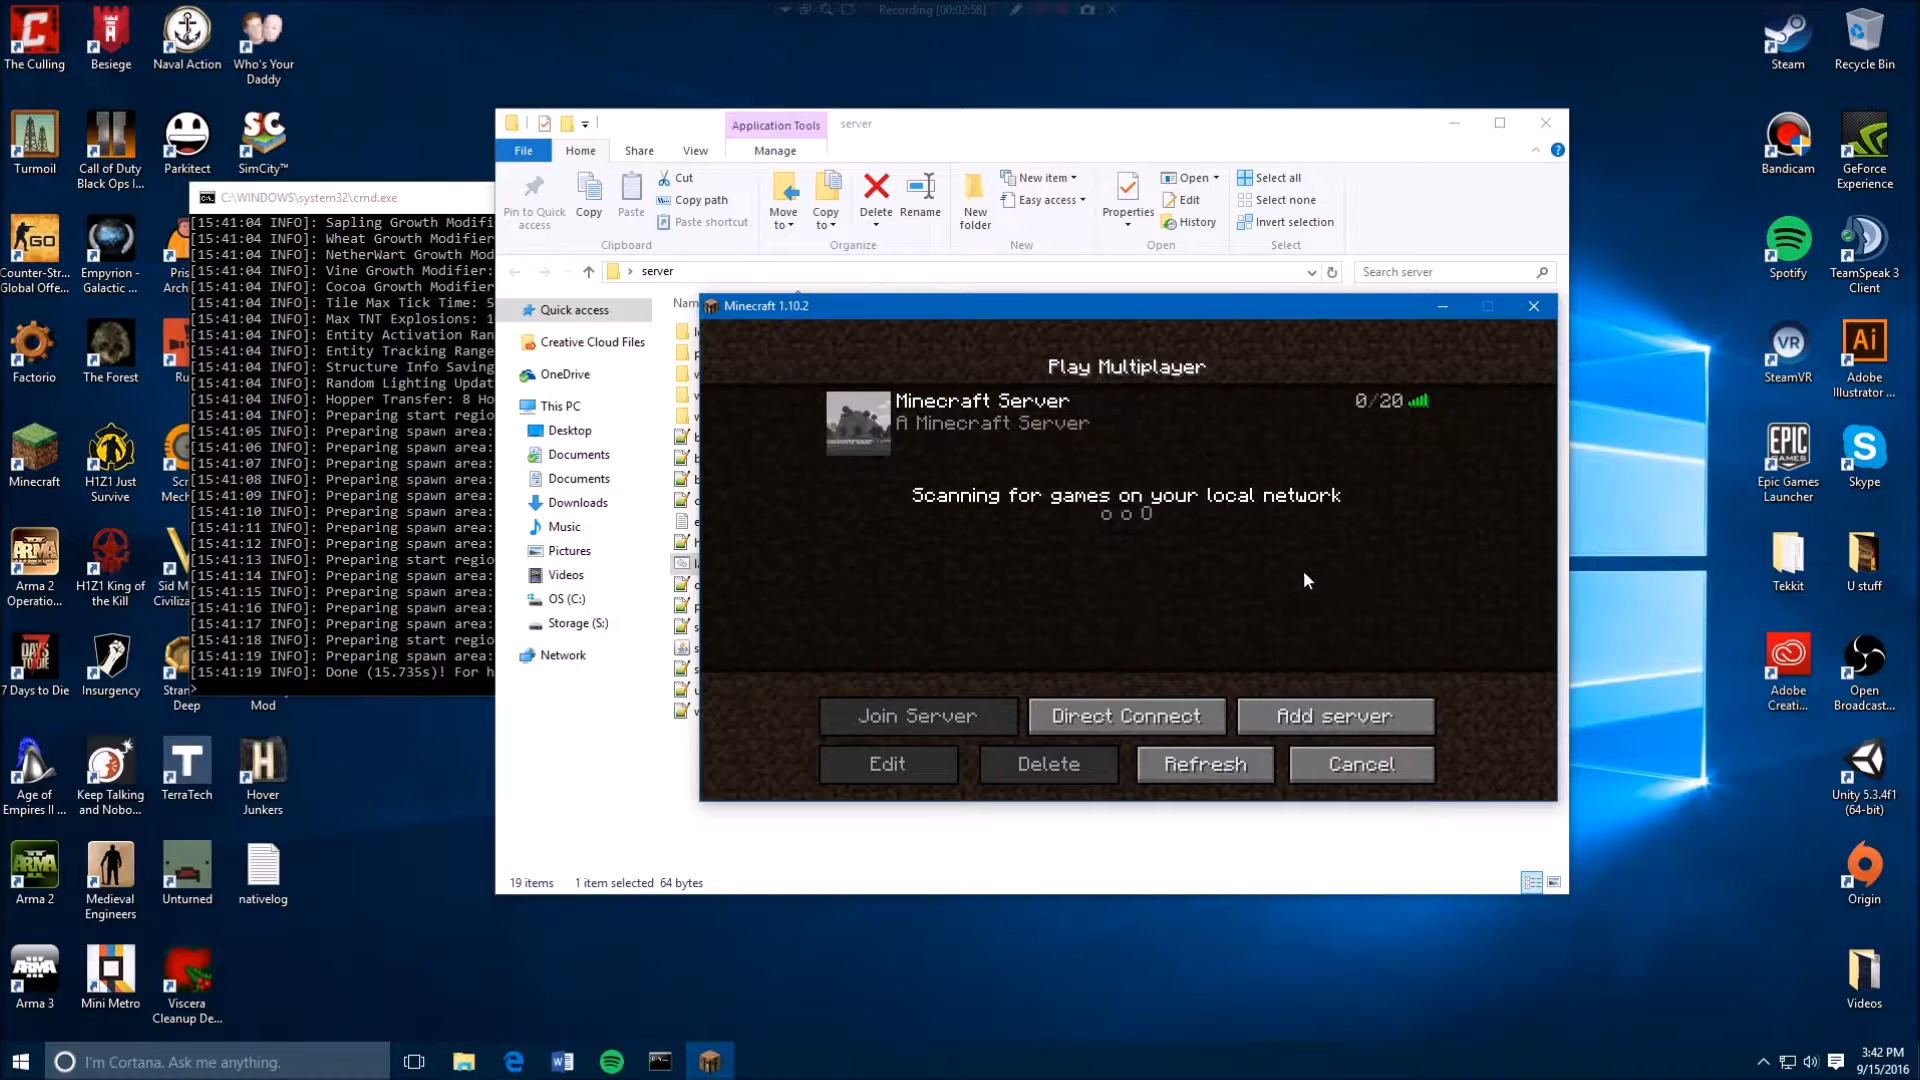 Recording [00:02:58]
The Culling
Besiege
Naval Action
Who's Your
Daddy
Turmoil
Call of Duty
Black Ops I...
Parkitect
SC
SimCity™
GO
Counter-Str...
Global Offe...
Empyrion -
Galactic ...
Factorio
The Forest
Minecraft
H1Z1 Just
Survive
ARMA
Arma 2
Operatio...
H1Z1 King of
the Kill
Sid M
Civiliza
7 Days to Die
Insurgency
Deep
Mod
Age of
Empires II ...
Keep Talking
and Nobo...
T
TerraTech
H
Hover
Junkers
ARMA
Arma 2
Medieval
Engineers
Unturned
nativelog
ARMA
Arma 3
Mini Metro
Viscera
Cleanup De...
C:\WINDOWS\system32\cmd.exe
[15:41:04 INFO]: Sapling Growth Modifi
[15:41:04 INFO]: Wheat Growth Modifier
[15:41:04 INFO]: NetherWart Growth Mod
[15:41:04 INFO]: Vine Growth Modifier:
[15:41:04 INFO]: Cocoa Growth Modifier
[15:41:04 INFO]: Tile Max Tick Time: 5
[15:41:04 INFO]: Max TNT Explosions: 1
[15:41:04 INFO]: Entity Activation Ran
[15:41:04 INFO]: Entity Tracking Range
[15:41:04 INFO]: Structure Info Saving
[15:41:04 INFO]: Random Lighting Updat
[15:41:04 INFO]: Hopper Transfer: 8 Ho
[15:41:04 INFO]: Preparing start regio
[15:41:05 INFO]: Preparing spawn area:
[15:41:06 INFO]: Preparing spawn area:
[15:41:07 INFO]: Preparing spawn area:
[15:41:08 INFO]: Preparing spawn area:
[15:41:09 INFO]: Preparing spawn area:
[15:41:10 INFO]: Preparing spawn area:
[15:41:11 INFO]: Preparing spawn area:
[15:41:12 INFO]: Preparing spawn area:
[15:41:13 INFO]: Preparing start regio
[15:41:14 INFO]: Preparing spawn area:
[15:41:15 INFO]: Preparing spawn area:
[15:41:16 INFO]: Preparing spawn area:
[15:41:17 INFO]: Preparing spawn area:
[15:41:18 INFO]: Preparing start regio
[15:41:19 INFO]: Preparing spawn area:
[15:41:19 INFO]: Done (15.735s)! For h
>
Application Tools
server
File
Home
Share
View
Manage
Pin to Quick
access
Copy
Paste
Cut
Copy path
Paste shortcut
Clipboard
Move
to
Copy
to
Delete
Rename
Organize
New
folder
New item
Easy access
New
Properties
Open
Edit
History
Open
Select all
Select none
Invert selection
Select
server
Search server
Quick access
Creative Cloud Files
OneDrive
This PC
Desktop
Documents
Documents
Downloads
Music
Pictures
Videos
OS (C:)
Storage (S:)
Network
Nam
19 items
1 item selected 64 bytes
Minecraft 1.10.2
Play Multiplayer
Minecraft Server
0/20
A Minecraft Server
Scanning for games on your local network
o o O
Join Server
Direct Connect
Add server
Edit
Delete
Refresh
Cancel
Steam
Recycle Bin
Bandicam
GeForce
Experience
Spotify
TeamSpeak 3
Client
VR
SteamVR
Ai
Adobe
Illustrator ...
EPIC
GAMES
Epic Games
Launcher
Skype
Tekkit
U stuff
Adobe
Creati...
Open
Broadcast...
Unity 5.3.4f1
(64-bit)
Origin
Videos
I'm Cortana. Ask me anything.
3:42 PM
9/15/2016